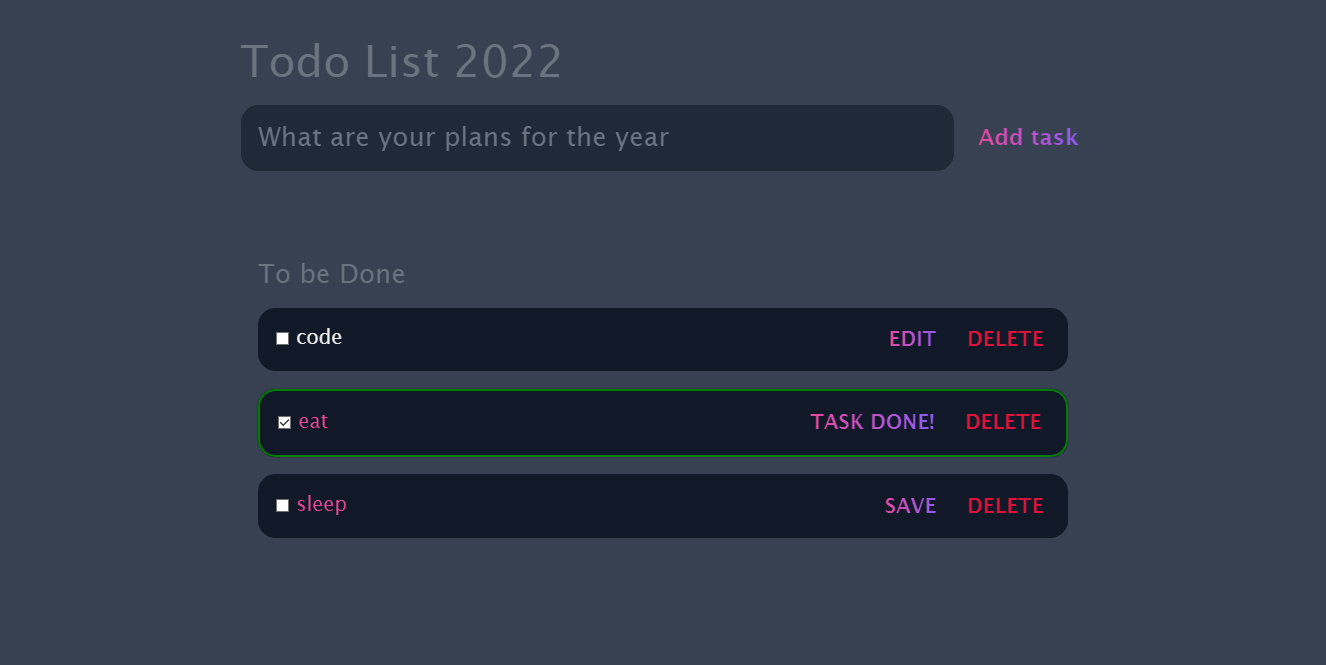 Todo List 2022
What are your plans for the year
Add task
To be Done
code
EDIT
DELETE
eat
TASK DONE!
DELETE
sleep
SAVE
DELETE